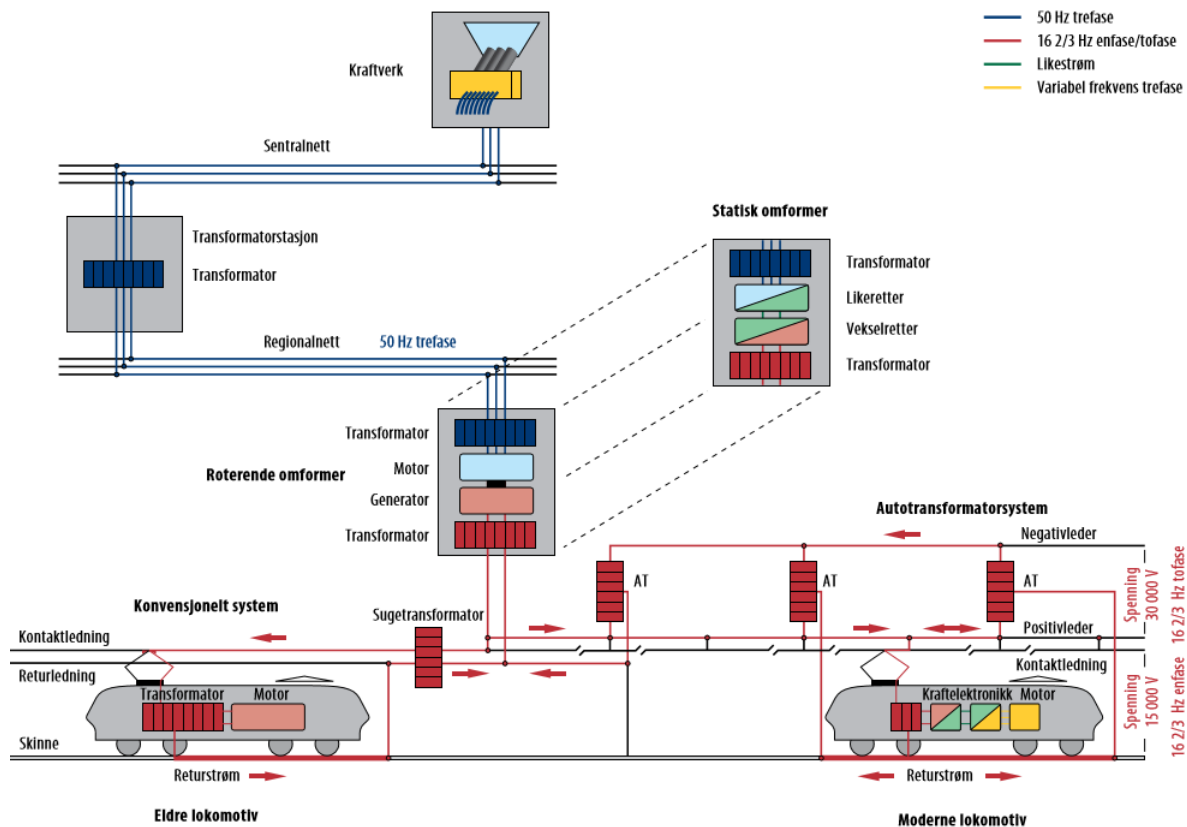 50 Hz trefase
16 2/3 Hz enfase/tofase
Likestrøm
Variabel frekvens trefase
Kraftverk
Sentralnett
Transformatorstasjon
Transformator
Statisk omformer
Transformator
Likeretter
Vekselretter
Transformator
Regionalnett 50 Hz trefase
Transformator
Motor
Roterende omformer
Generator
Transformator
Autotransformatorsystem
Negativleder
AT
AT
AT
Spenning
30 000 V
16 2/3 Hz tofase
Konvensjonelt system
Sugetransformator
Kontaktledning
Positivleder
Returledning
Kontaktledning
Transformator Motor
Kraftelektronikk Motor
Spenning
15 000 V
16 2/3 Hz enfase
Skinne
Returstrøm
Returstrøm
Eldre lokomotiv
Moderne lokomotiv